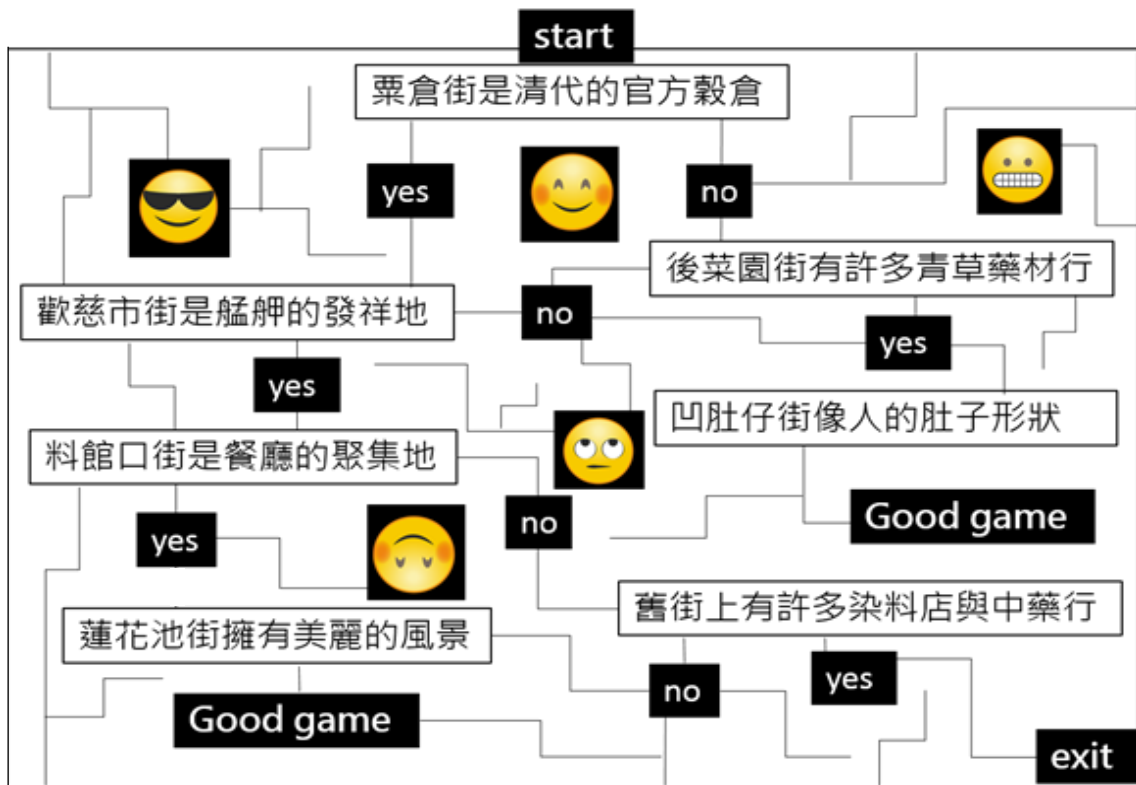 start
粟倉街是清代的官方穀倉
yes
no
後菜園街有許多青草藥材行
歡慈市街是艋舺的發祥地
no
yes
yes
凹肚仔街像人的肚子形狀
料館口街是餐廳的聚集地
Good game
no
yes
舊街上有許多染料店與中藥行
蓮花池街擁有美麗的風景
yes
no
Good game
exit